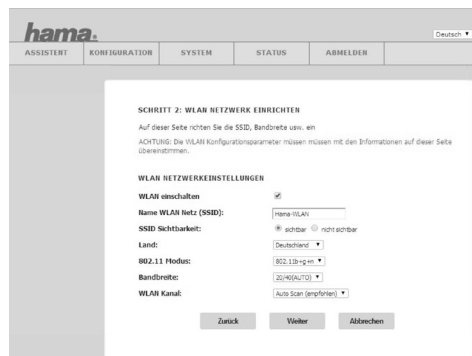 hama.
Deutsch
ASSISTENT KONFIGURATION SYSTEM STATUS ABMELDEN
SCHRITT 2: WLAN NETZWERK EINRICHTEN
Auf dieser Seite richten Sie die SSID, Bandbreite usw. ein
ACHTUNG: Die WLAN Konfigurationsparameter müssen müssen mit den Informationen auf dieser Seite
übereinstimmen.
WLAN NETZWERKEINSTELLUNGEN
WLAN einschalten
Name WLAN Netz (SSID): Hama-WLAN
SSID Sichtbarkeit: sichtbar nicht sichtbar
Land: Deutschland
802.11 Modus: 802.11b+g+n
Bandbreite: 20/40(AUTO)
WLAN Kanal: Auto Scan (empfohlen)
Zurück Weiter Abbrechen